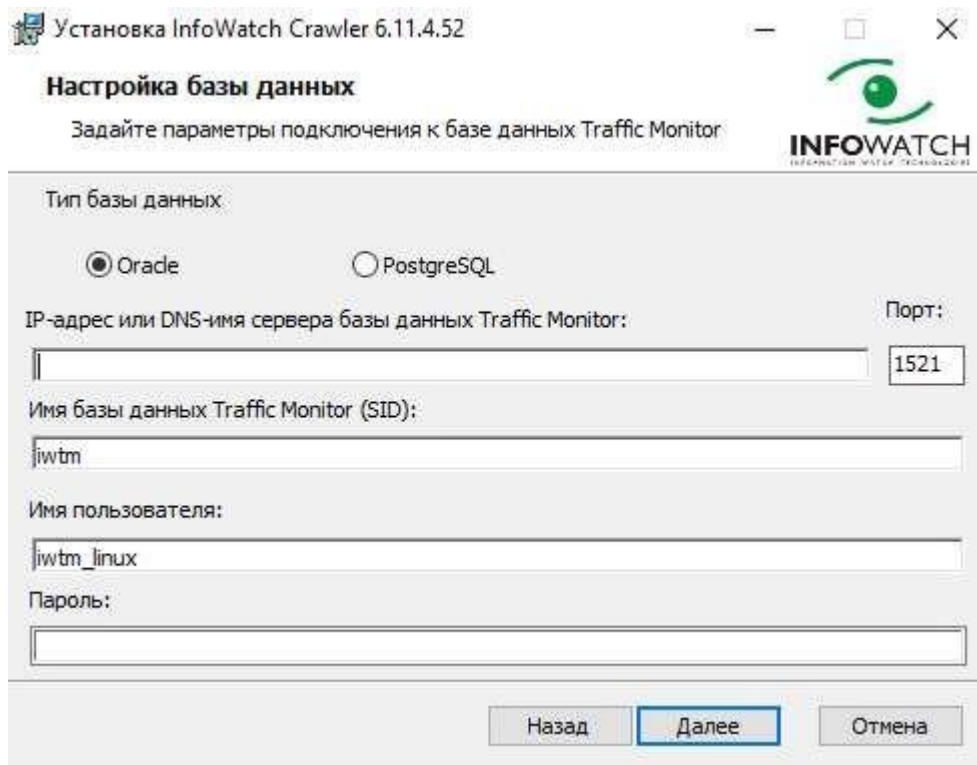 Установка InfoWatch Crawler 6.11.4.52
Настройка базы данных
Задайте параметры подключения к базе данных Traffic Monitor
INFOWATCH
Тип базы данных
Oracle
PostgreSQL
IP-адрес или DNS-имя сервера базы данных Traffic Monitor:
Порт:
1521
Имя базы данных Traffic Monitor (SID):
iwtm
Имя пользователя:
iwtm_linux
Пароль:
Назад
Далее
Отмена